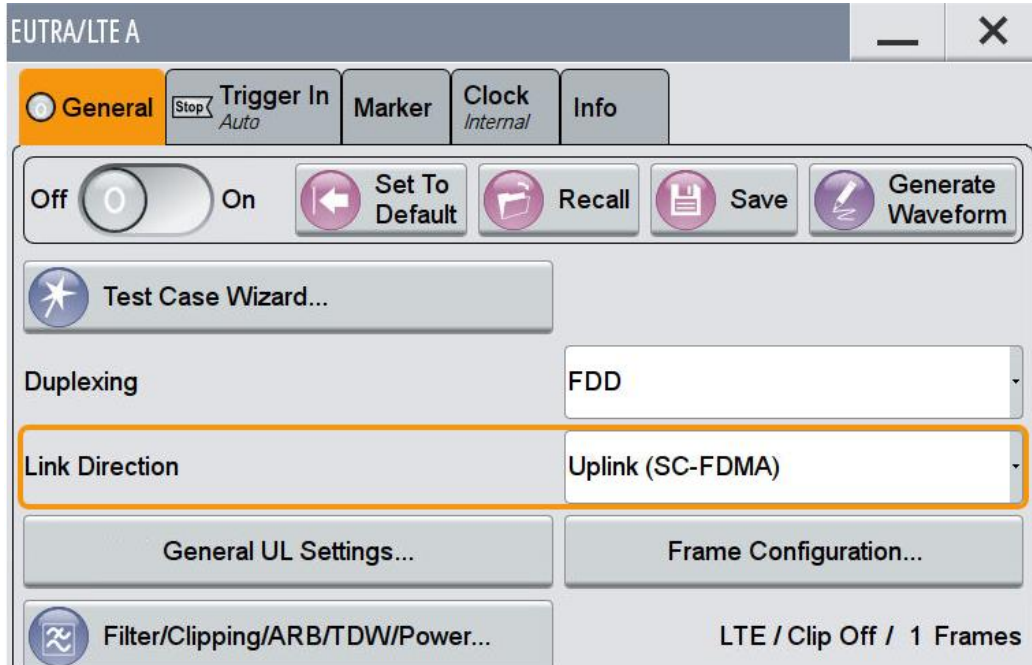 EUTRA/LTE A
General
Stop
Trigger In
Auto
Marker
Clock
Internal
Info
Off
0
On
Set To
Default
Recall
Save
Generate
Waveform
Test Case Wizard...
Duplexing
FDD
Link Direction
Uplink (SC-FDMA)
General UL Settings...
Frame Configuration...
Filter/Clipping/ARB/TDW/Power...
LTE / Clip Off / 1 Frames